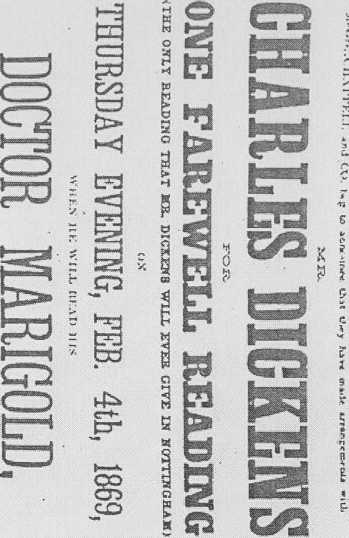 and Co. beg to announce that they have made arrangements with
MR.
CHARLES DICKENS
FOR
ONE FAREWELL READING
(THE ONLY READING THAT MR. DICKENS WILL EVER GIVE IN NOTTINGHAM)
ON
THURSDAY EVENING, FEB. 4th, 1869,
WHEN HE WILL READ HIS
DOCTOR MARIGOLD,